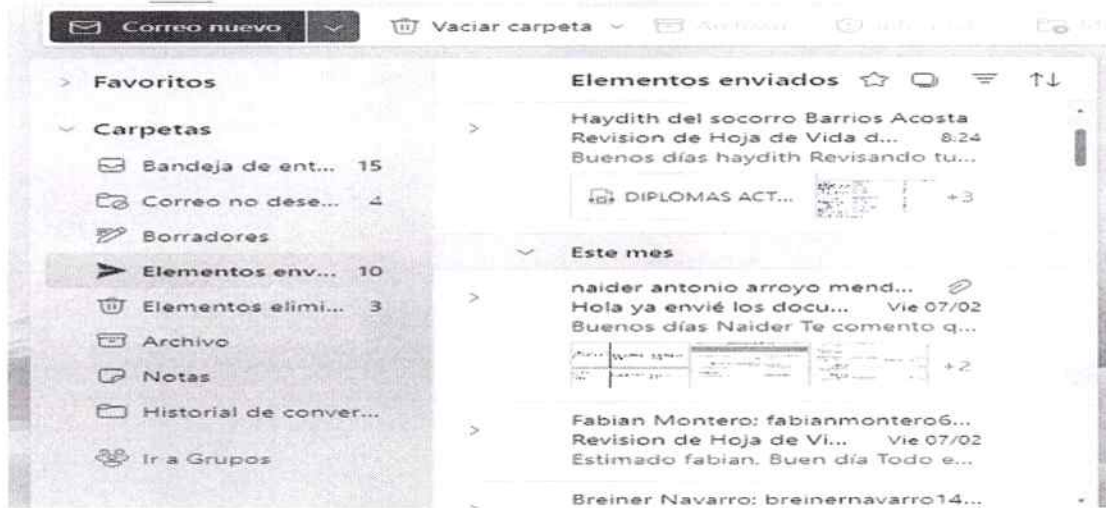 Correo nuevo
Vaciar carpeta
Favoritos
Carpetas
Bandeja de ent... 15
Correo no dese... 4
Borradores
Elementos env... 10
Elementos elimi... 3
Archivo
Notas
Historial de conver...
Ir a Grupos
Elementos enviados
Haydith del socorro Barrios Acosta
Revision de Hoja de Vida d... 8:24
Buenos días haydith Revisando tu...
DIPLOMAS ACT... +3
Este mes
naider antonio arroyo mend...
Hola ya envié los docu... Vie 07/02
Buenos días Naider Te comento q...
+2
Fabian Montero; fabianmontero6...
Revision de Hoja de Vi... Vie 07/02
Estimado fabian. Buen día Todo e...
Breiner Navarro; breinernavarro14...